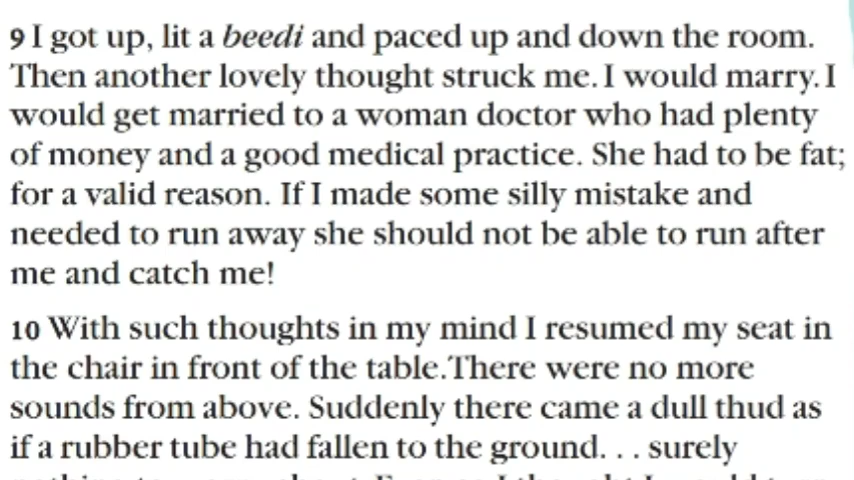 9 I got up, lit a beedi and paced up and down the room.
Then another lovely thought struck me. I would marry. I
would get married to a woman doctor who had plenty
of money and a good medical practice. She had to be fat;
for a valid reason. If I made some silly mistake and
needed to run away she should not be able to run after
me and catch me!
10 With such thoughts in my mind I resumed my seat in
the chair in front of the table.There were no more
sounds from above. Suddenly there came a dull thud as
if a rubber tube had fallen to the ground. . . surely